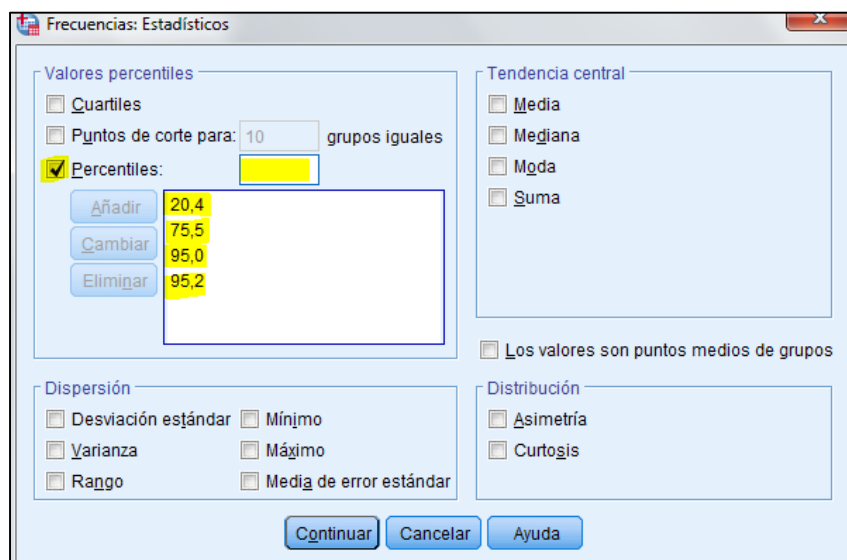 Frecuencias: Estadísticos
Valores percentiles
Cuartiles
Puntos de corte para: 10 grupos iguales
Percentiles:
Añadir
Cambiar
Eliminar
20,4
75,5
95,0
95,2
Tendencia central
Media
Mediana
Moda
Suma
Los valores son puntos medios de grupos
Dispersión
Desviación estándar Mínimo
Varianza Máximo
Rango Media de error estándar
Distribución
Asimetría
Curtosis
Continuar Cancelar Ayuda